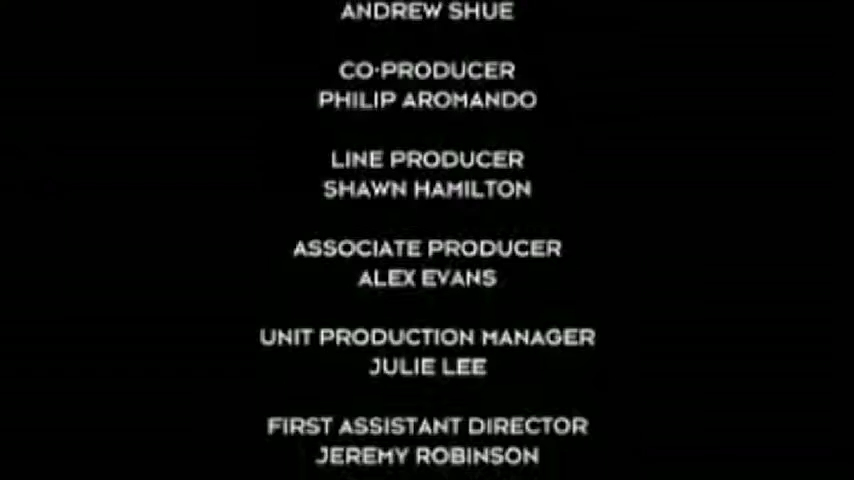 ANDREW SHUE
CO-PRODUCER
PHILIP AROMANDO
LINE PRODUCER
SHAWN HAMILTON
ASSOCIATE PRODUCER
ALEX EVANS
UNIT PRODUCTION MANAGER
JULIE LEE
FIRST ASSISTANT DIRECTOR
JEREMY ROBINSON